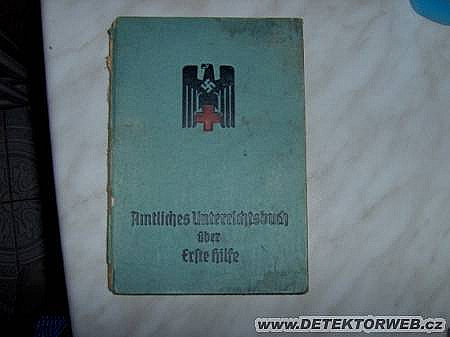 Amtliches Unterrichtsbuch
über
Erste Hilfe
WWW.DETEKTORWEB.CZ